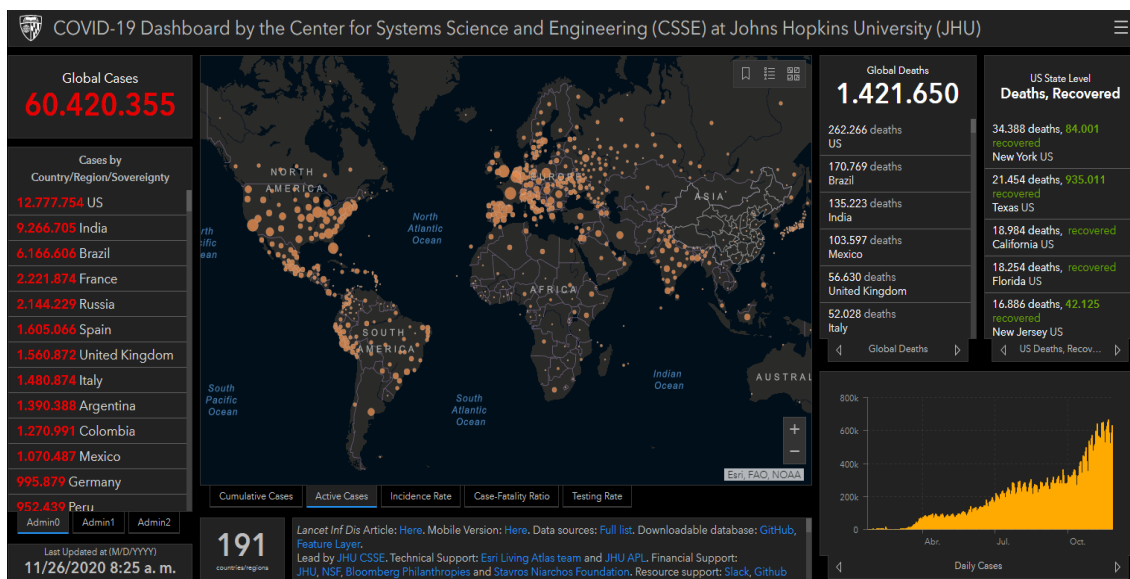 COVID-19 Dashboard by the Center for Systems Science and Engineering (CSSE) at Johns Hopkins University (JHU)
Global Cases
60.420.355
Cases by
Country/Region/Sovereignty
12.777.754 US
9.266.705 India
6.166.606 Brazil
2.221.874 France
2.144.229 Russia
1.605.066 Spain
1.560.872 United Kingdom
1.480.874 Italy
1.390.388 Argentina
1.270.991 Colombia
1.070.487 Mexico
995.879 Germany
952.439 Peru
Admin0
Admin1
Admin2
Last Updated at (M/D/YYYY)
11/26/2020 8:25 a. m.
NORTH
AMERICA
EUROPE
ASIA
North
Atlantic
Ocean
rth
ific
ean
AFRICA
SOUTH
AMERICA
Indian
Ocean
AUSTRAL
South
Pacific
Ocean
South
Atlantic
Ocean
+
−
Esri, FAO, NOAA
Cumulative Cases
Active Cases
Incidence Rate
Case-Fatality Ratio
Testing Rate
191
countries/regions
Lancet Inf Dis Article: Here. Mobile Version: Here. Data sources: Full list. Downloadable database: GitHub,
Feature Layer.
Lead by JHU CSSE. Technical Support: Esri Living Atlas team and JHU APL. Financial Support:
JHU, NSF, Bloomberg Philanthropies and Stavros Niarchos Foundation. Resource support: Slack, Github
Global Deaths
1.421.650
262.266 deaths
US
170.769 deaths
Brazil
135.223 deaths
India
103.597 deaths
Mexico
56.630 deaths
United Kingdom
52.028 deaths
Italy
Global Deaths
US State Level
Deaths, Recovered
34.388 deaths, 84.001
recovered
New York US
21.454 deaths, 935.011
recovered
Texas US
18.984 deaths, recovered
California US
18.254 deaths, recovered
Florida US
16.886 deaths, 42.125
recovered
New Jersey US
US Deaths, Recov...
800k
600k
400k
200k
0
Abr.
Jul.
Oct.
Daily Cases